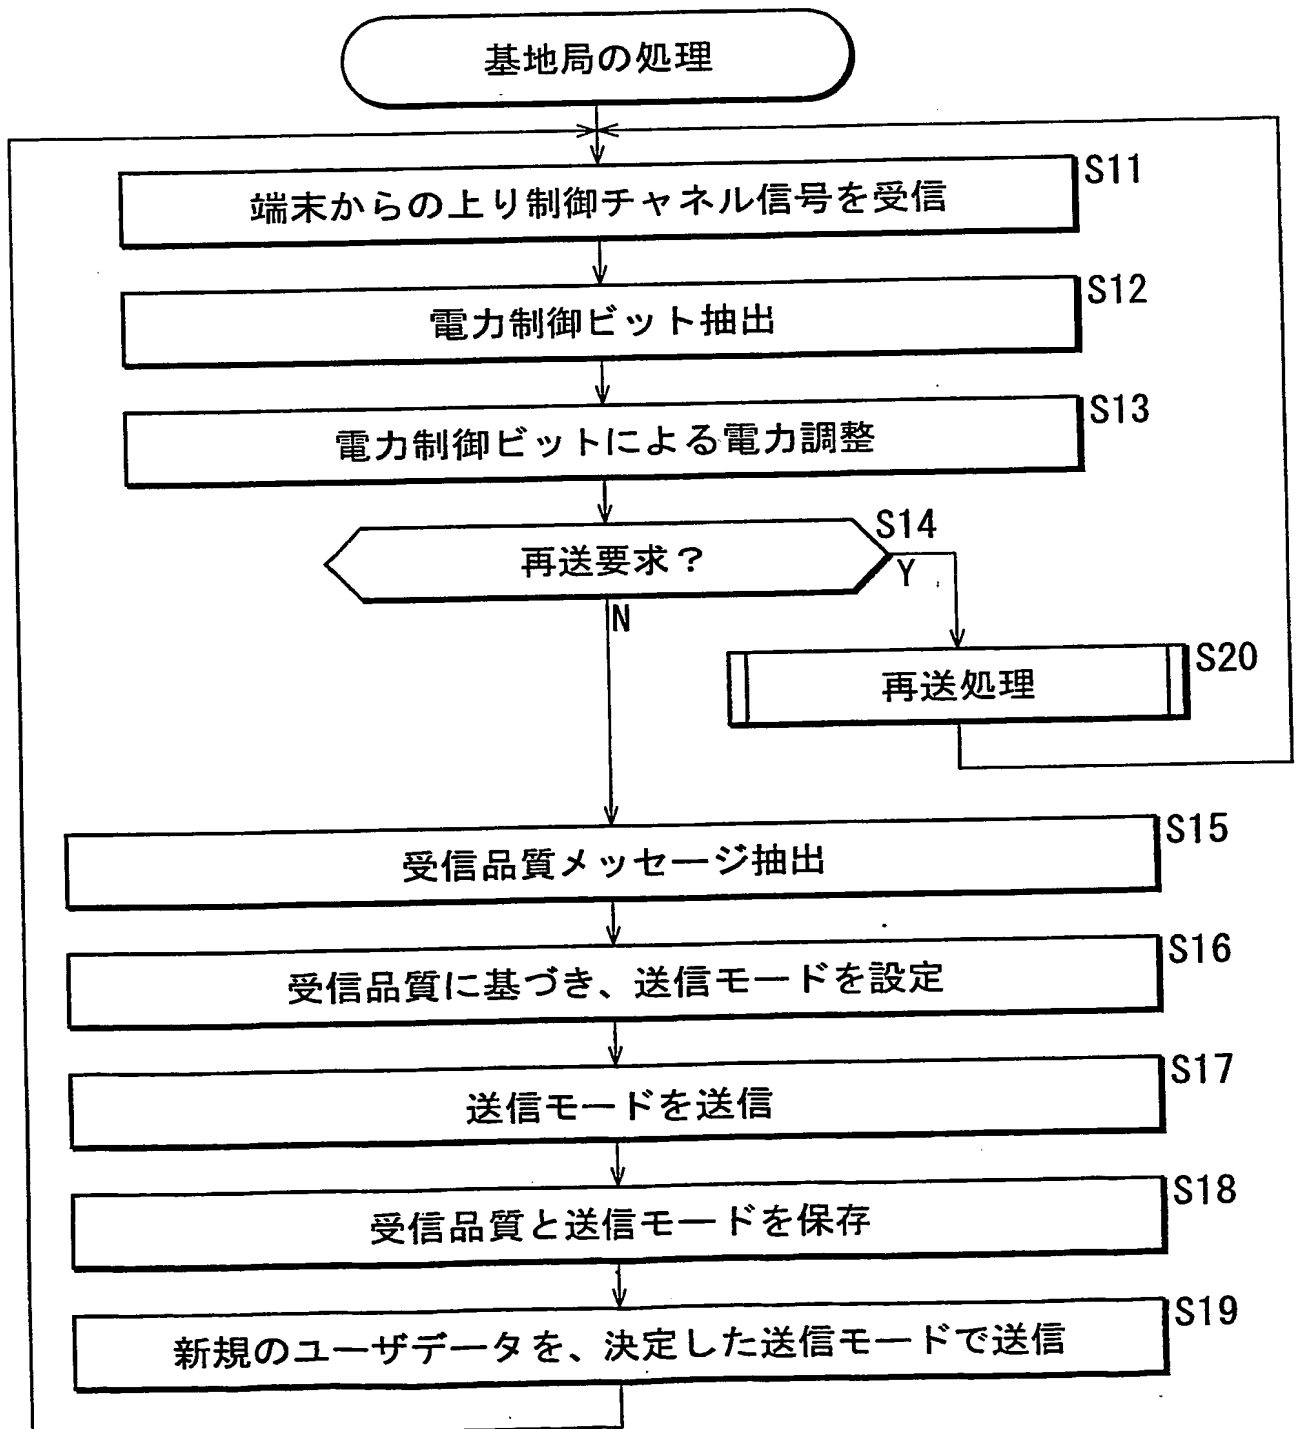 基地局の処理
端末からの上り制御チャネル信号を受信
S11
電力制御ビット抽出
S12
電力制御ビットによる電力調整
S13
再送要求?
S14
Y
N
再送処理
S20
受信品質メッセージ抽出
S15
受信品質に基づき、送信モードを設定
S16
送信モードを送信
S17
受信品質と送信モードを保存
S18
新規のユーザデータを、決定した送信モードで送信
S19